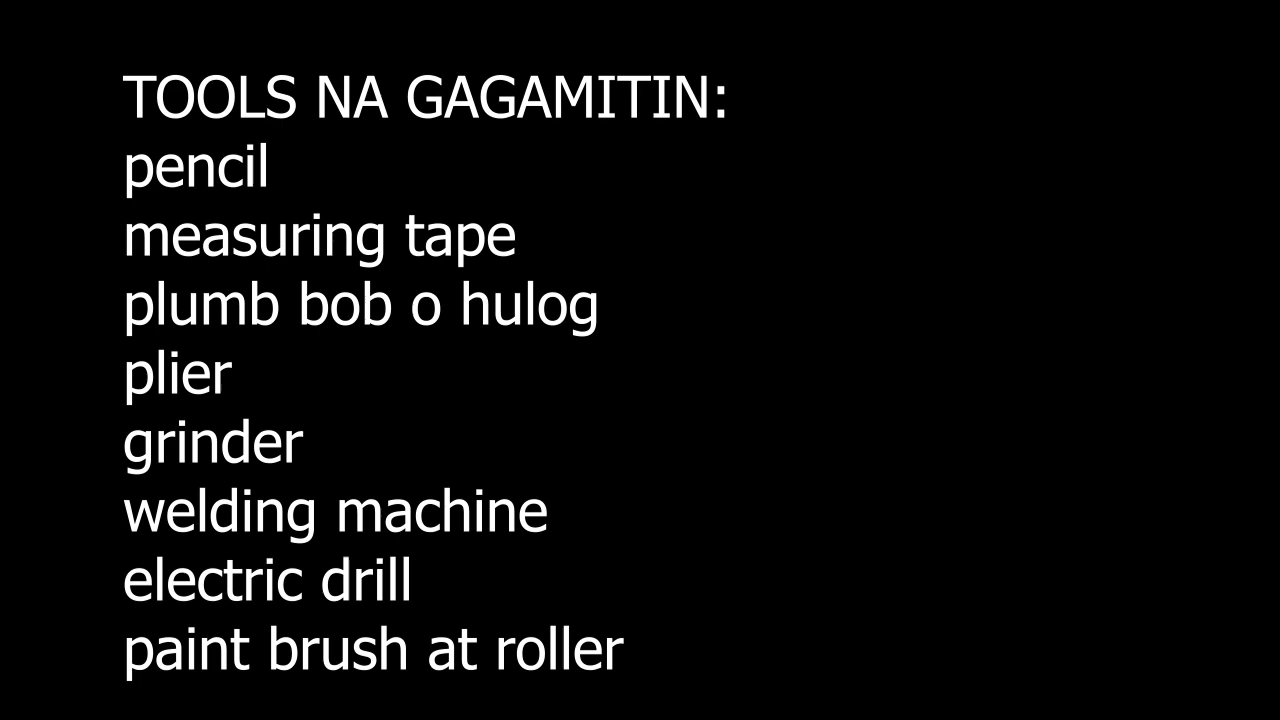 TOOLS NA GAGAMITIN:
pencil
measuring tape
plumb bob o hulog
plier
grinder
welding machine
electric drill
paint brush at roller